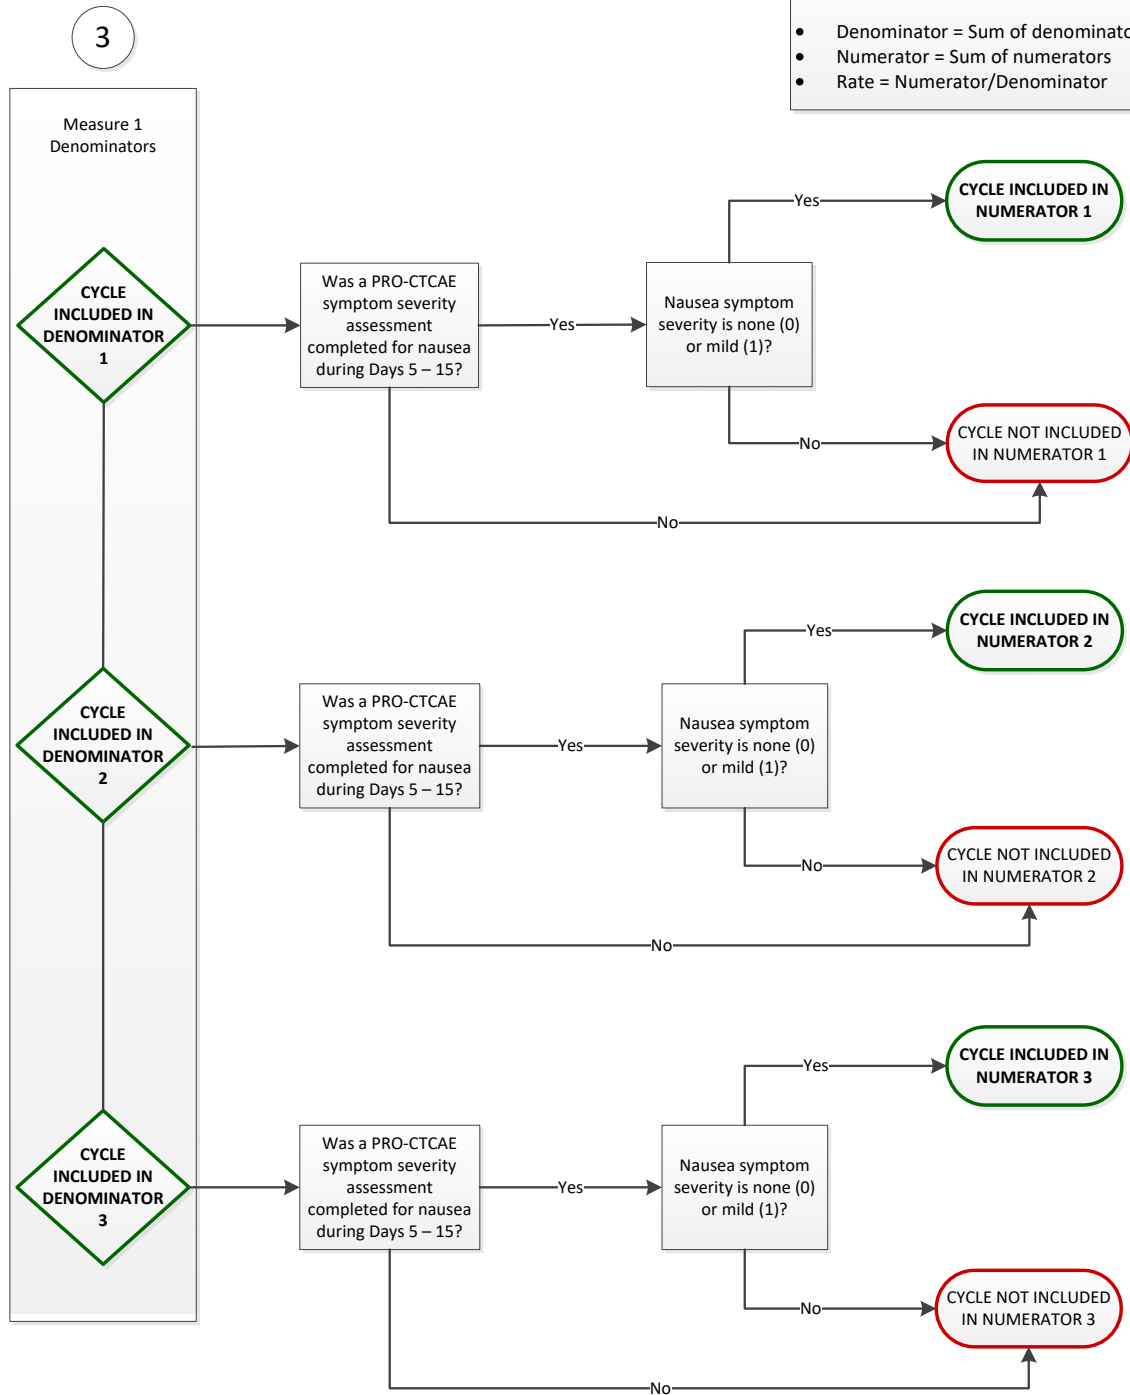 3
• Denominator = Sum of denominato
• Numerator = Sum of numerators
• Rate = Numerator/Denominator
Measure 1
Denominators
CYCLE
INCLUDED IN
DENOMINATOR
1
Was a PRO-CTCAE
symptom severity
assessment
completed for nausea
during Days 5 – 15?
Yes
Nausea symptom
severity is none (0)
or mild (1)?
Yes
CYCLE INCLUDED IN
NUMERATOR 1
No
CYCLE NOT INCLUDED
IN NUMERATOR 1
No
CYCLE
INCLUDED IN
DENOMINATOR
2
Was a PRO-CTCAE
symptom severity
assessment
completed for nausea
during Days 5 – 15?
Yes
Nausea symptom
severity is none (0)
or mild (1)?
Yes
CYCLE INCLUDED IN
NUMERATOR 2
No
CYCLE NOT INCLUDED
IN NUMERATOR 2
No
CYCLE
INCLUDED IN
DENOMINATOR
3
Was a PRO-CTCAE
symptom severity
assessment
completed for nausea
during Days 5 – 15?
Yes
Nausea symptom
severity is none (0)
or mild (1)?
Yes
CYCLE INCLUDED IN
NUMERATOR 3
No
CYCLE NOT INCLUDED
IN NUMERATOR 3
No